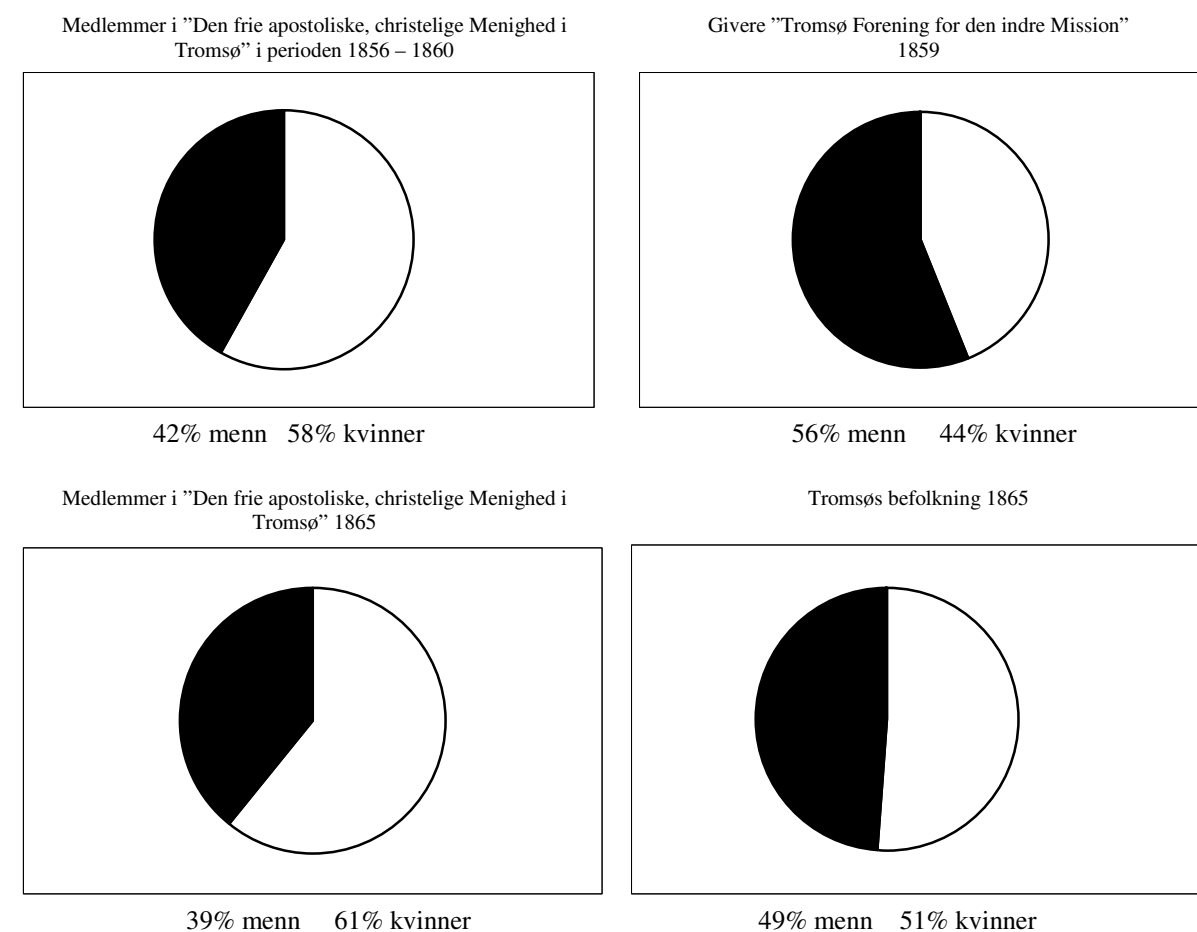 Medlemmer i ”Den frie apostoliske, christelige Menighed i
Tromsø” i perioden 1856 – 1860
Givere ”Tromsø Forening for den indre Mission”
1859
42% menn 58% kvinner
56% menn 44% kvinner
Medlemmer i ”Den frie apostoliske, christelige Menighed i
Tromsø” 1865
Tromsøs befolkning 1865
39% menn 61% kvinner
49% menn 51% kvinner